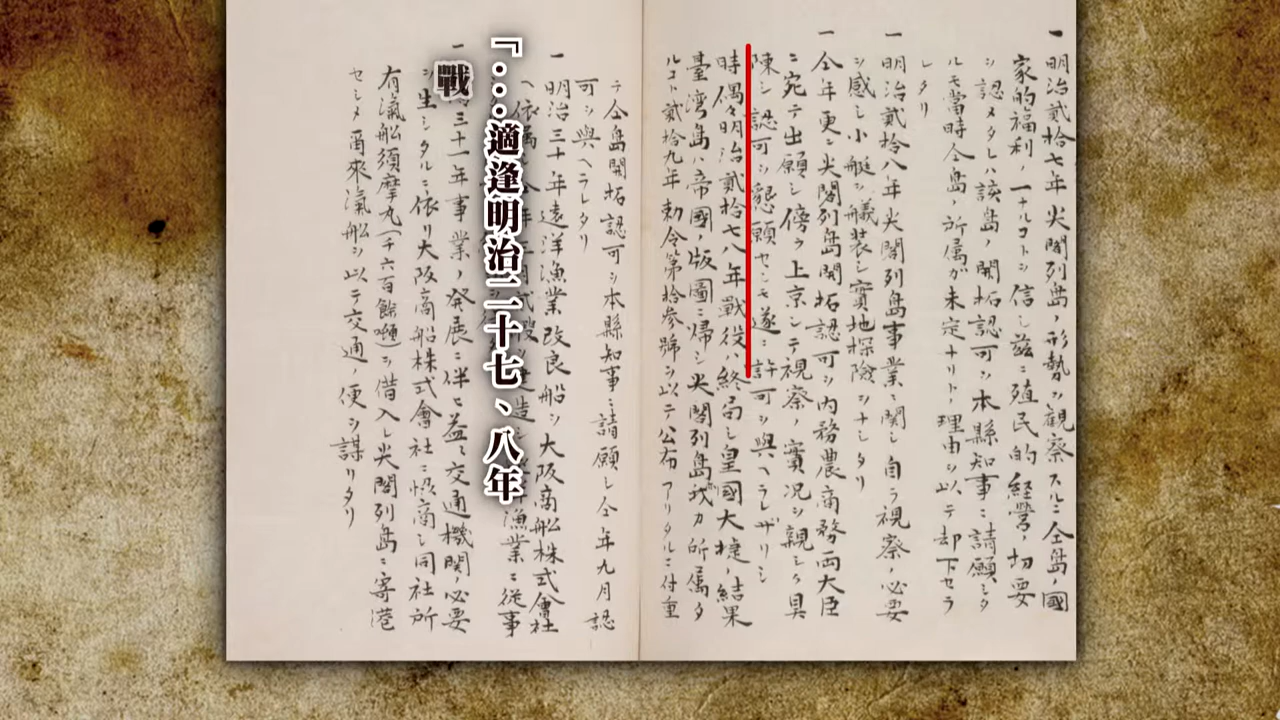 一 明治貳拾七年尖閣列島ノ形勢ヲ観察スルニ仝島ノ國
家的福利ノ一ナルコトヲ信シ茲ニ殖民的経営ノ切要
ヲ認メタレハ該島ノ開拓認可ヲ本縣知事ニ請願シタ
ルモ當時仝島ノ所属カ未定ナリト理由ヲ以テ却下セラ
レタリ
一 明治貳拾八年尖閣列島事業ニ関シ自ラ視察ノ必要
ヲ感シ小艇ヲ艤装シ實地探險ヲナシタリ
一 仝年更ニ尖閣列島開拓認可ヲ内務農商務両大臣
ニ宛テ出願シ傍ラ上京シテ視察ノ實况ヲ親シク具
陳シ認可ヲ懇願セシモ遂ニ許可ヲ與ヘラレザリシ
時偶々明治貳拾七八年戰役ハ終局シ皇國大捷ノ結果
臺湾島ハ帝國ノ版圖ニ帰シ尖閣列島我カ所属タ
ルコト貳拾九年勅令第拾参號ヲ以テ公布アリタルニ付重
テ仝島開拓認可ヲ本縣知事ニ請願シ仝年九月認
可ヲ與ヘラレタリ
一 明治三十年遠洋漁業改良船ヲ大阪商船株式會社
ヘ依属
漁業ニ従事
一 三十一年事業ノ発展ニ伴ヒ益々交通機関ノ必要
ヲ生シタルニ依リ大阪商船株式會社ニ協商シ同社所
有滊船須摩丸(千六百餘噸)ヲ借入レ尖閣列島ニ寄港
セシメ爾來滊船ヲ以テ交通ノ便ヲ謀リタリ
『…適逢明治二十七、八年
戰